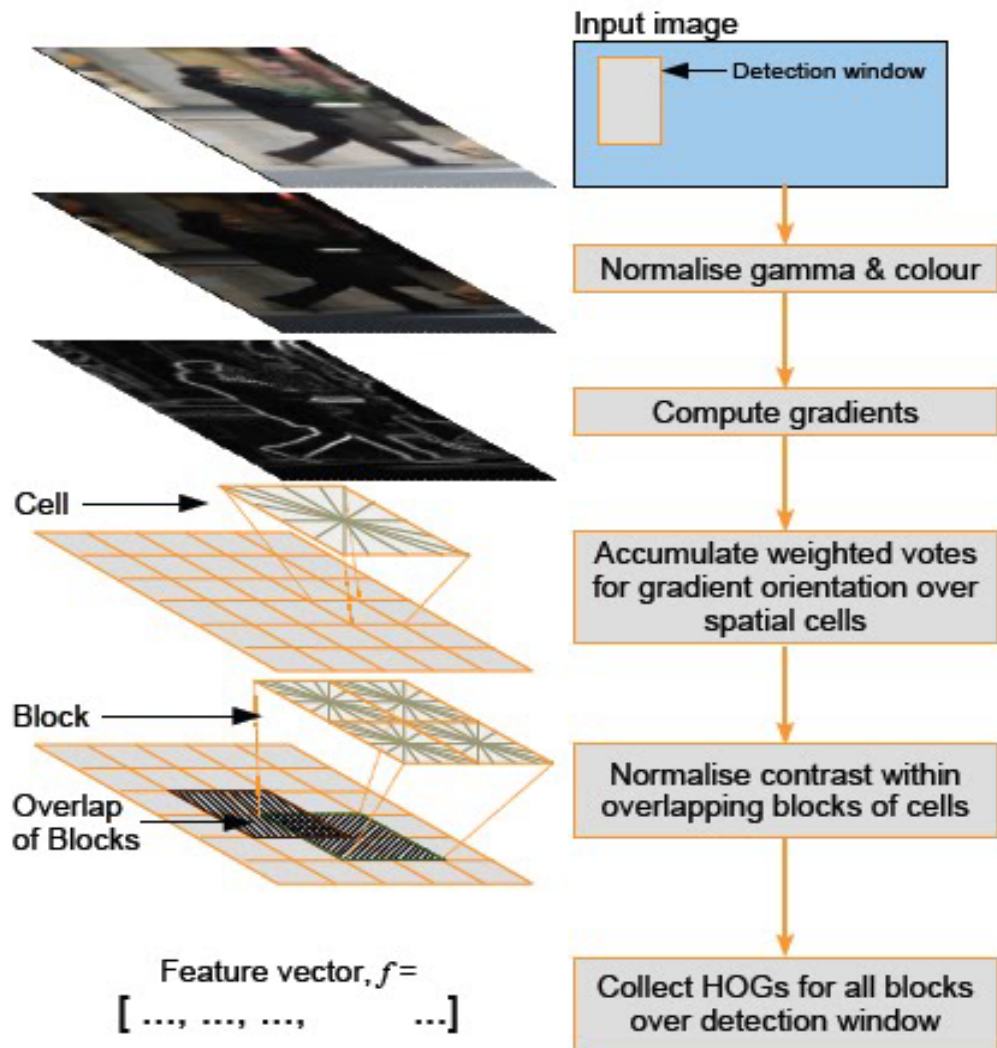 Input image
Detection window
Normalise gamma & colour
Compute gradients
Cell
Accumulate weighted votes
for gradient orientation over
spatial cells
Block
Normalise contrast within
overlapping blocks of cells
Overlap
of Blocks
Feature vector, f =
[ ..., ..., ..., ...]
Collect HOGs for all blocks
over detection window